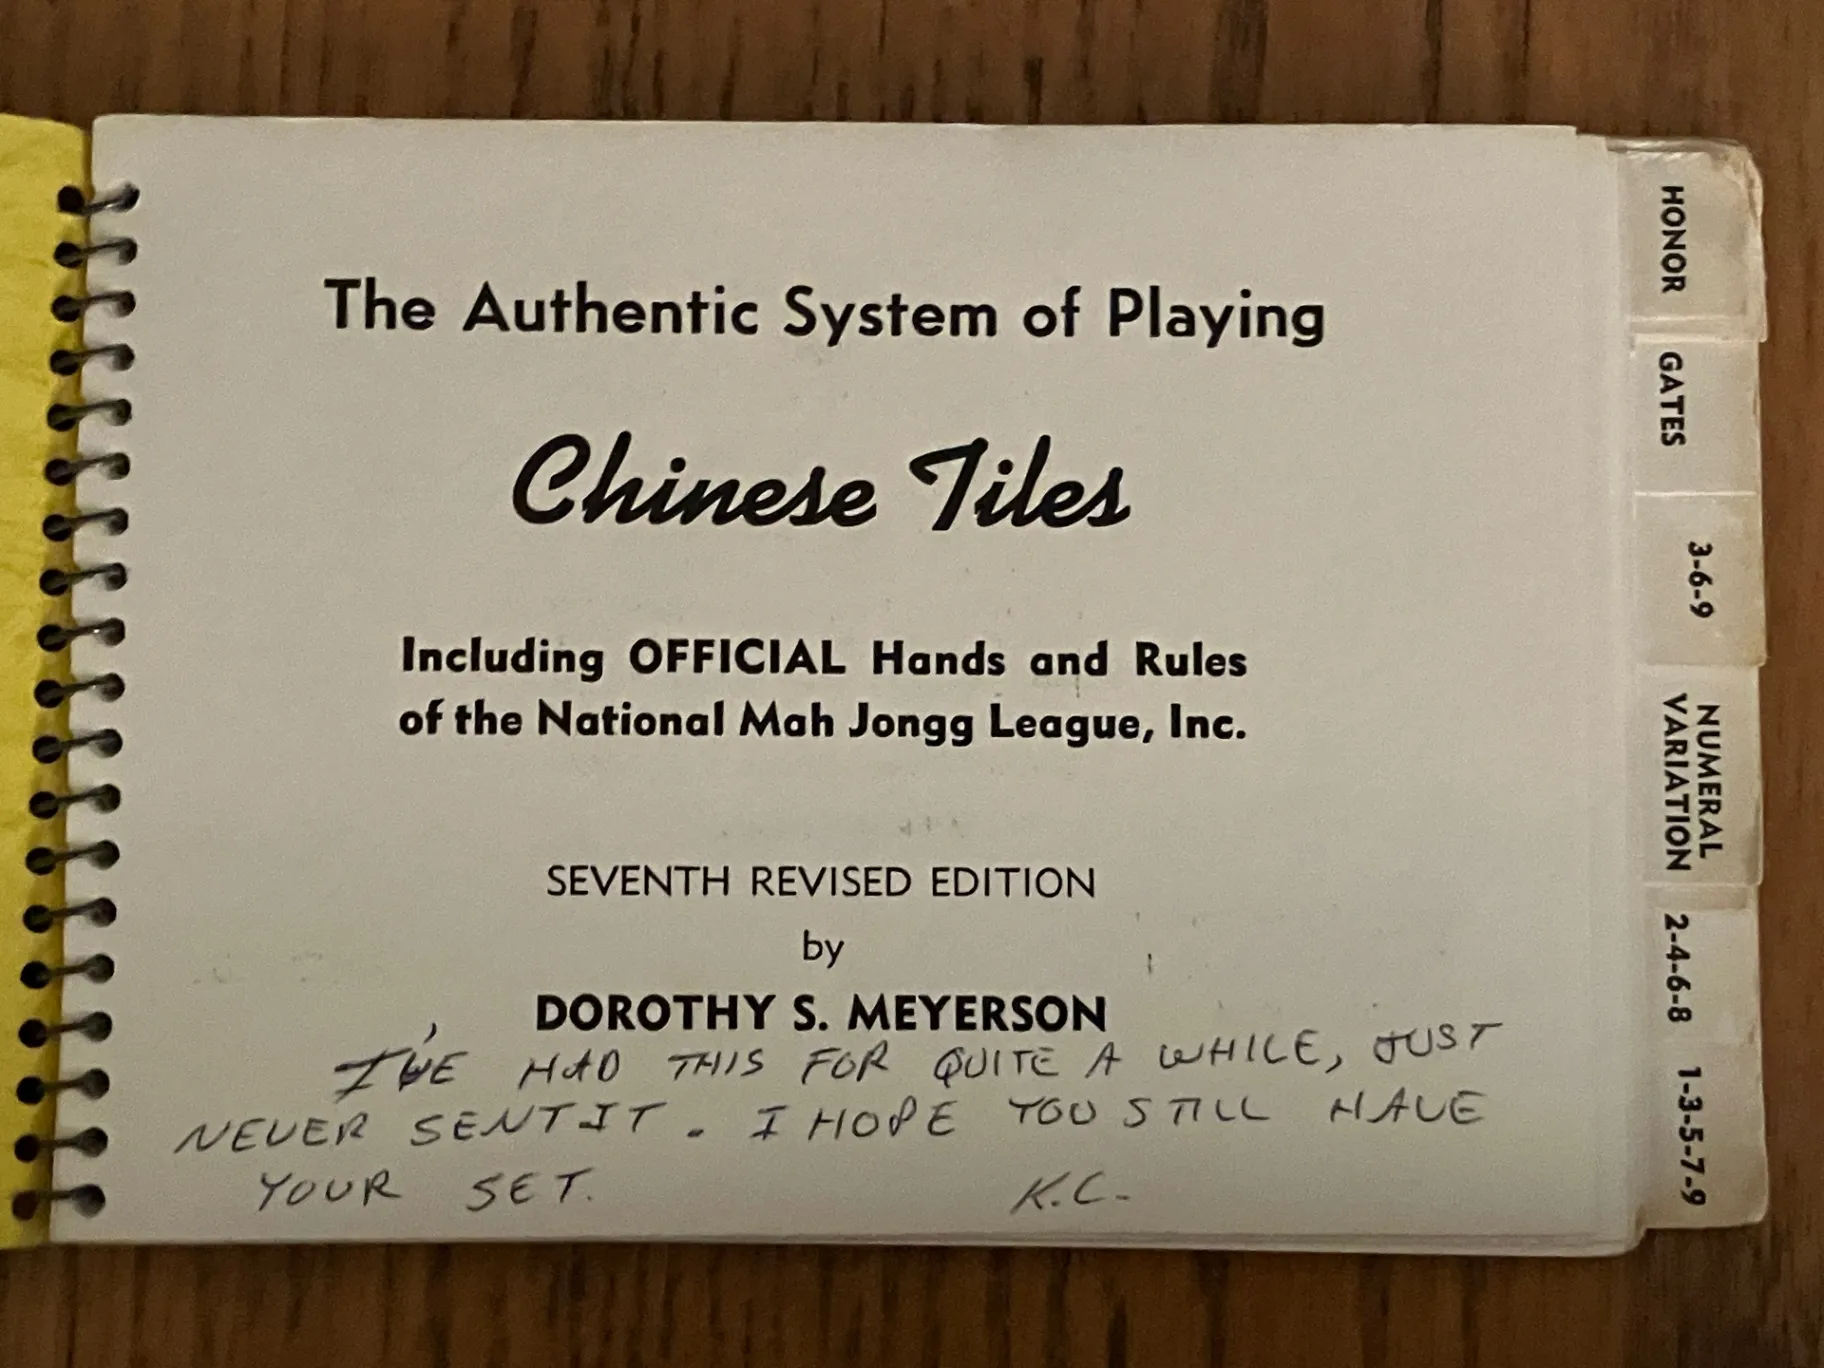 The Authentic System of Playing
Chinese Tiles
Including OFFICIAL Hands and Rules
of the National Mah Jongg League, Inc.
SEVENTH REVISED EDITION
by
DOROTHY S. MEYERSON
I'VE HAD THIS FOR QUITE A WHILE, JUST
NEVER SENT IT. I HOPE YOU STILL HAVE
YOUR SET. K.C.
HONOR
GATES
3-6-9
NUMERAL
VARIATION
2-4-6-8
1-3-5-7-9